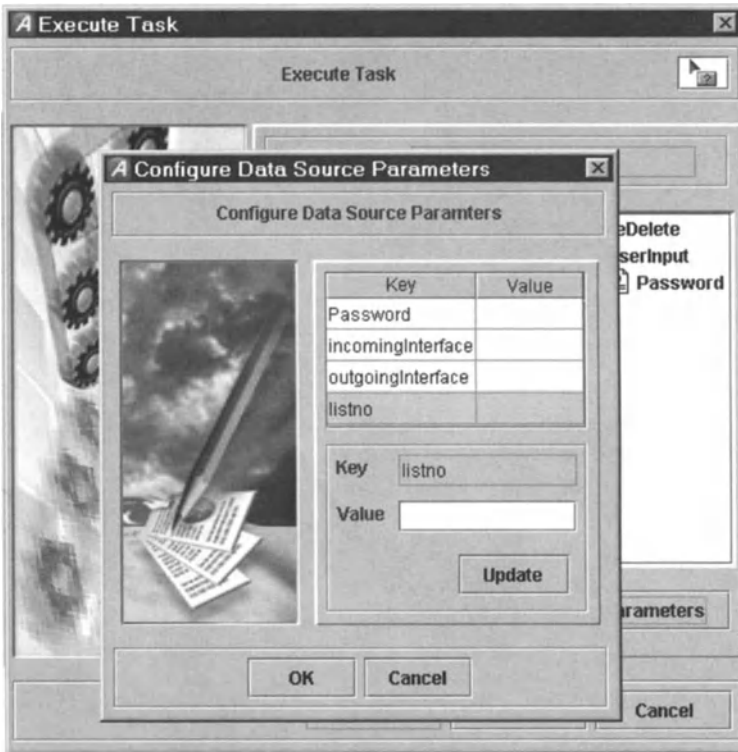 Execute Task
Execute Task
Configure Data Source Parameters
Configure Data Source Paramters
Key Value
Password
incomingInterface
outgoingInterface
listno
Key listno
Value
Update
OK Cancel
eDelete
serInput
Password
arameters
Cancel